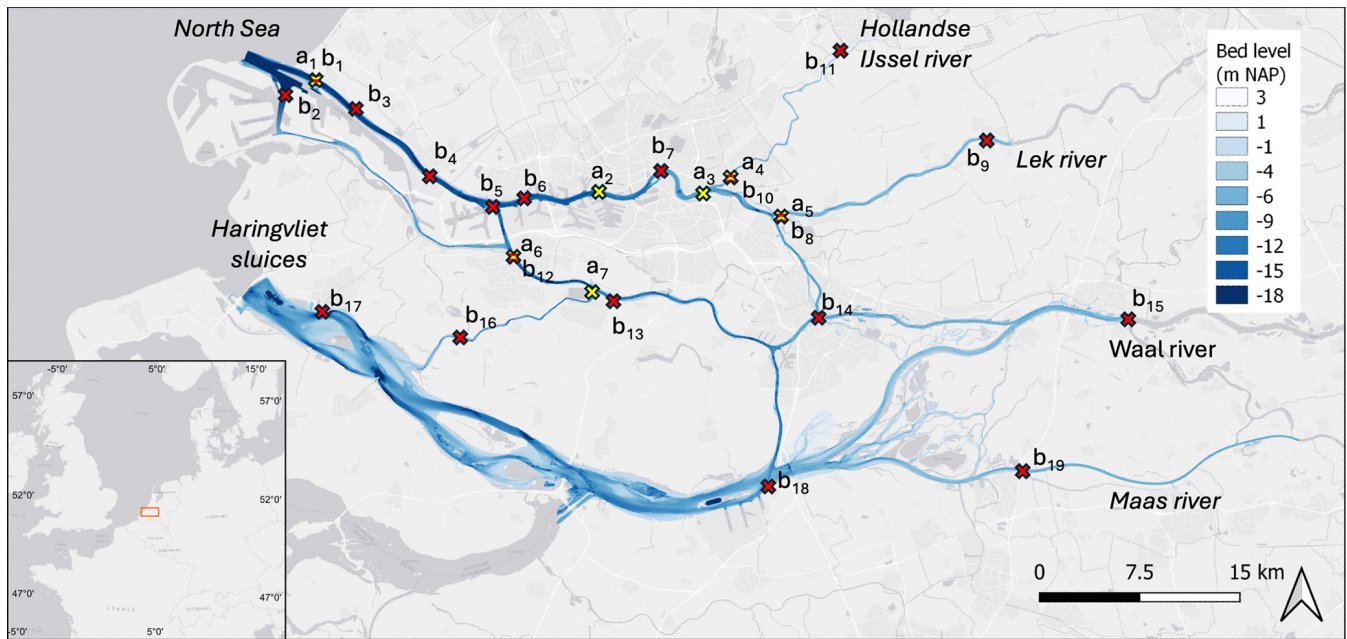 North Sea
Hollandse
IJssel river
Bed level
(m NAP)
3
1
-1
-4
-6
-9
-12
-15
-18
a₁ b₁
b₂
b₃
b₄
b₅
b₆
a₂
b₇
a₃
a₄
b₁₀
b₁₁
b₉
Lek river
a₅
b₈
Haringvliet
sluices
a₆
b₁₂
a₇
b₁₃
b₁₄
b₁₅
Waal river
b₁₆
b₁₇
b₁₈
b₁₉
Maas river
0 7.5 15 km
-5°0' 5°0' 15°0'
57°0' 57°0'
52°0' 52°0'
47°0' 47°0'
-5°0' 5°0'
FRANCE